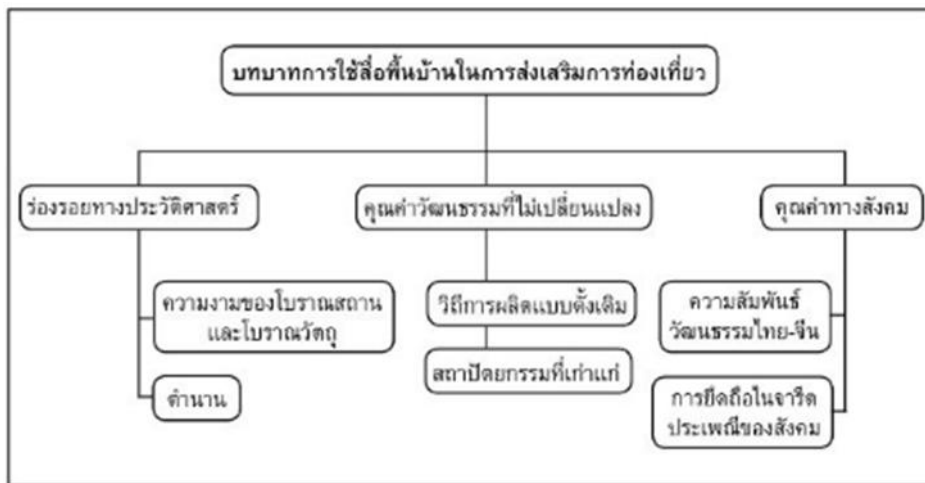 บทบาทการใช้สื่อพื้นบ้านในการส่งเสริมการท่องเที่ยว
ร่องรอยทางประวัติศาสตร์
คุณค่าวัฒนธรรมที่ไม่เปลี่ยนแปลง
คุณค่าทางสังคม
ความงามของโบราณสถาน
และโบราณวัตถุ
ตำนาน
วิถีการผลิตแบบดั้งเดิม
สถาปัตยกรรมที่เก่าแก่
ความสัมพันธ์
วัฒนธรรมไทย-จีน
การยึดถือในจารีต
ประเพณีของสังคม